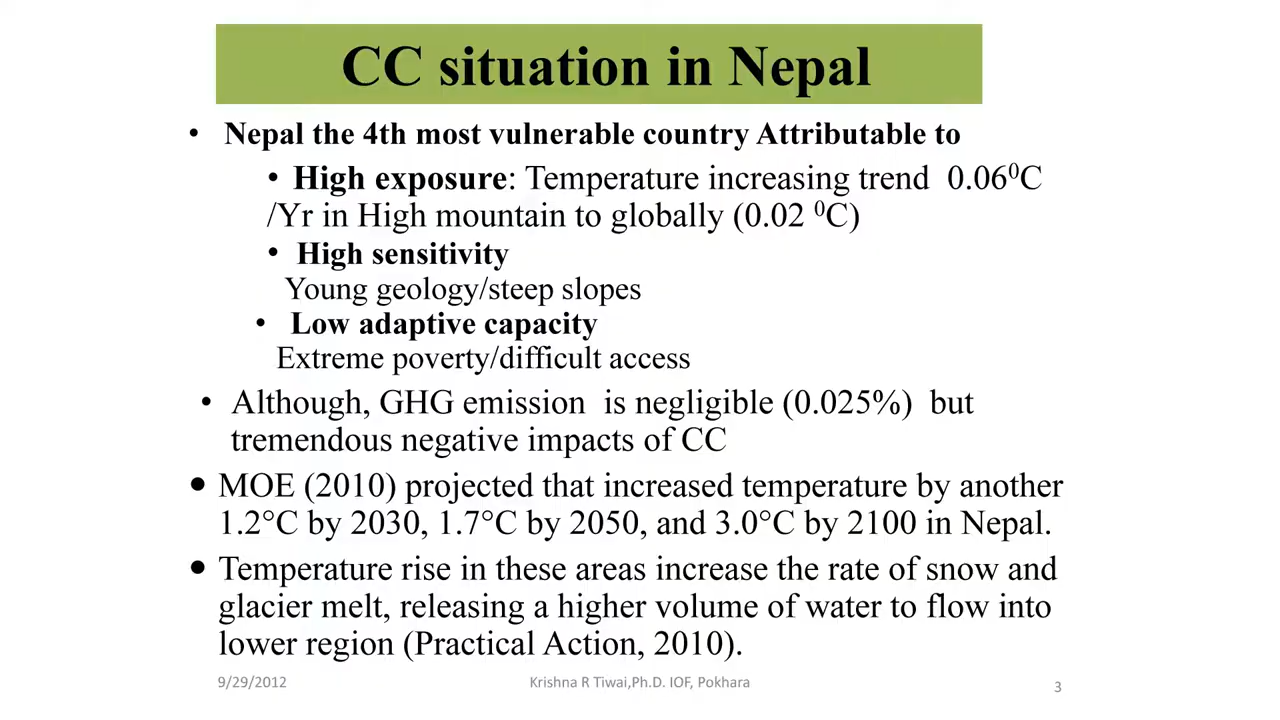 CC situation in Nepal
• Nepal the 4th most vulnerable country Attributable to
• High exposure: Temperature increasing trend 0.06⁰C
/Yr in High mountain to globally (0.02 ⁰C)
• High sensitivity
Young geology/steep slopes
• Low adaptive capacity
Extreme poverty/difficult access
• Although, GHG emission is negligible (0.025%) but
tremendous negative impacts of CC
• MOE (2010) projected that increased temperature by another
1.2°C by 2030, 1.7°C by 2050, and 3.0°C by 2100 in Nepal.
• Temperature rise in these areas increase the rate of snow and
glacier melt, releasing a higher volume of water to flow into
lower region (Practical Action, 2010).
9/29/2012 Krishna R Tiwai,Ph.D. IOF, Pokhara 3